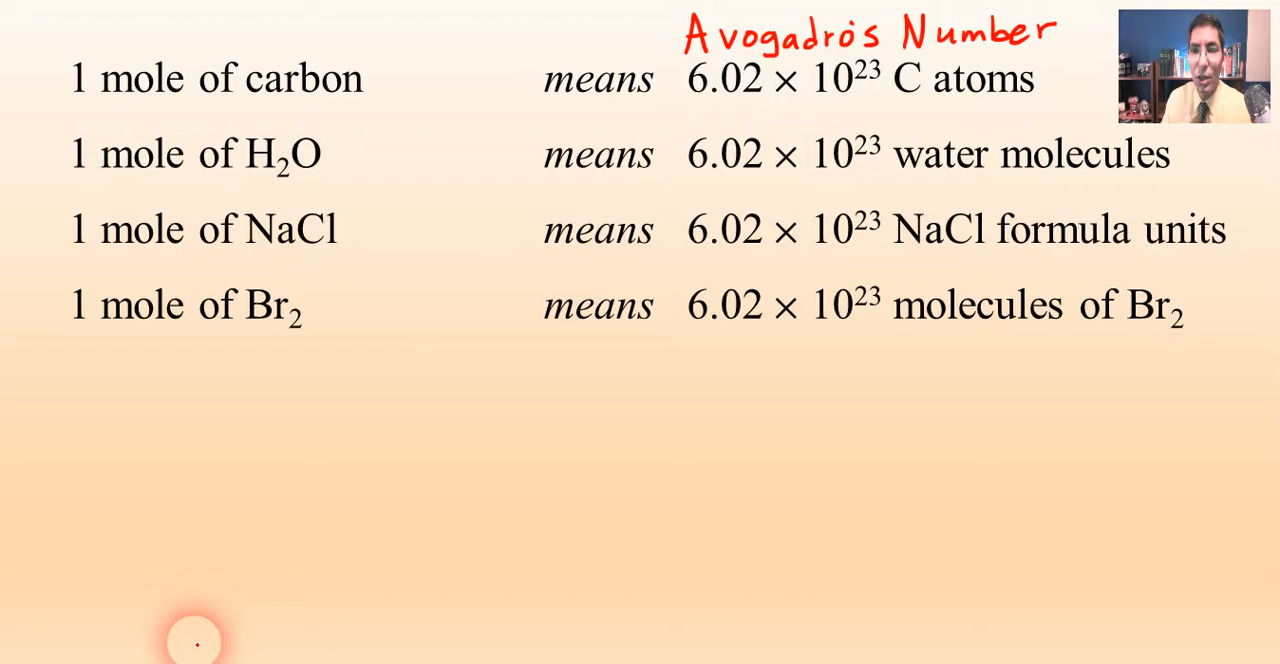 Avogadro's Number
1 mole of carbon means 6.02 × 10²³ C atoms
1 mole of H₂O means 6.02 × 10²³ water molecules
1 mole of NaCl means 6.02 × 10²³ NaCl formula units
1 mole of Br₂ means 6.02 × 10²³ molecules of Br₂